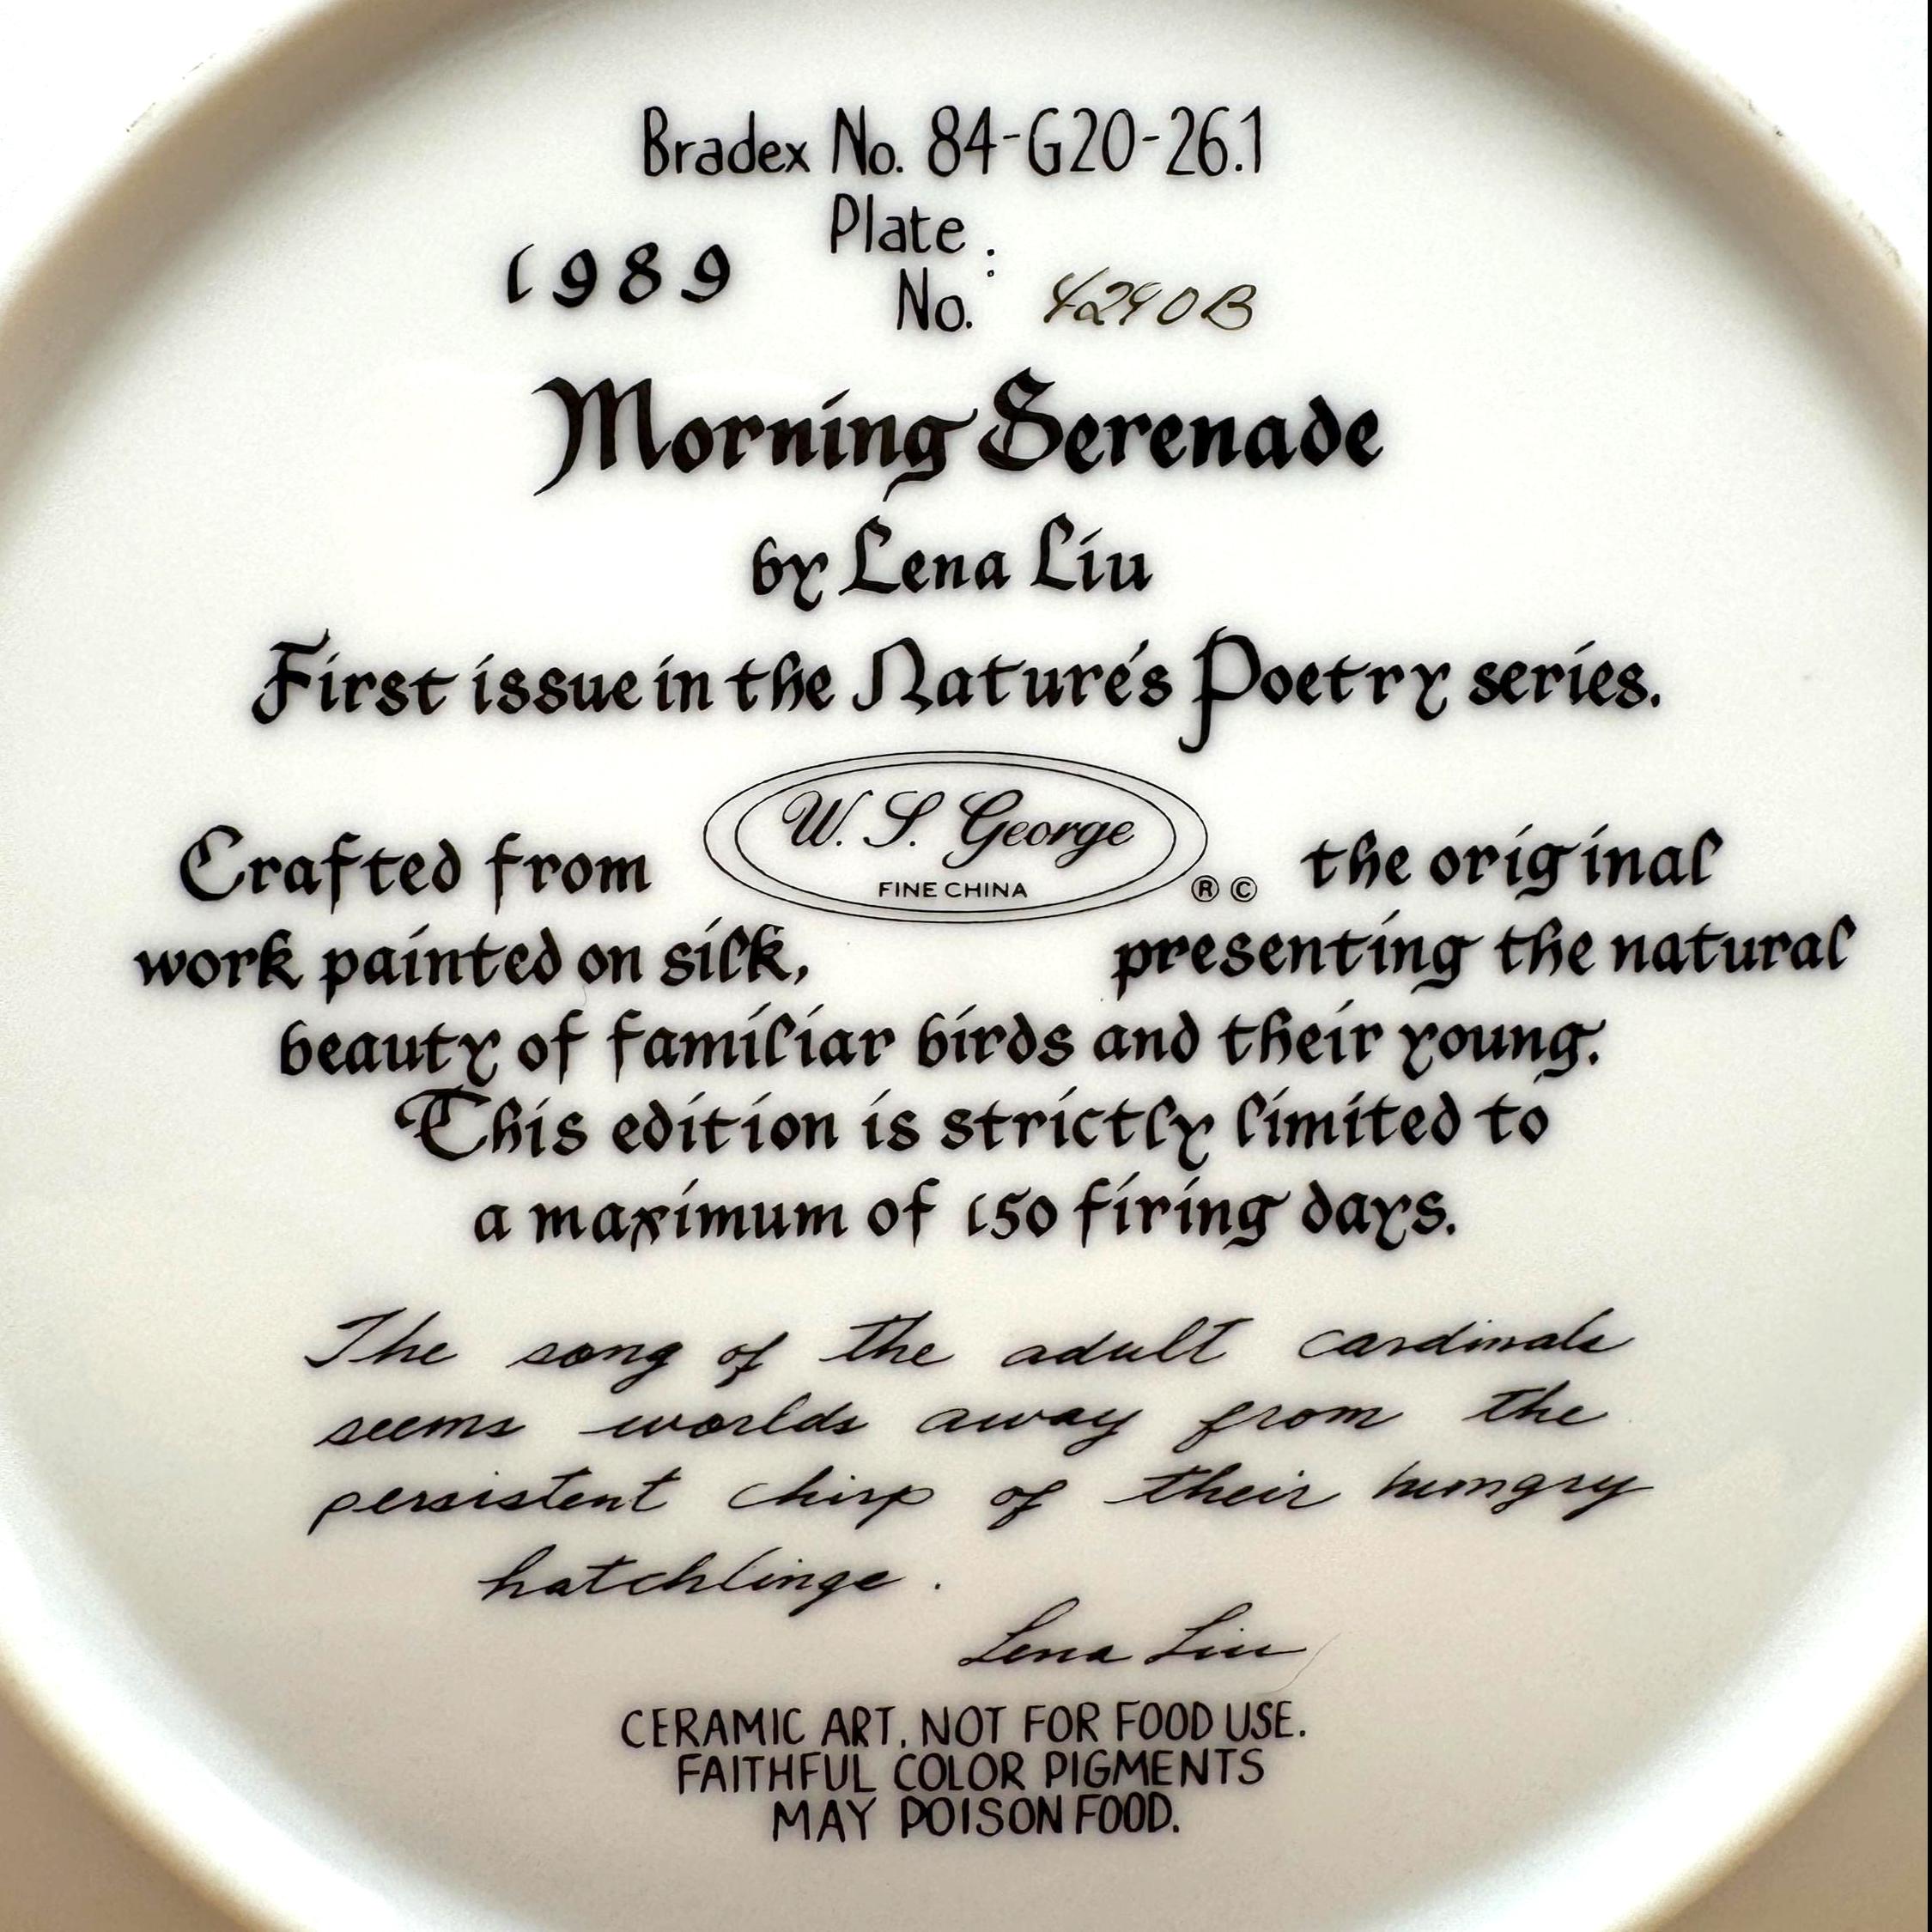 Bradex No. 84-G20-26.1
1989 Plate No.: 4290B
Morning Serenade
by Lena Liu
First issue in the Nature's Poetry series.
W. S. George
FINE CHINA ® ©
Crafted from the original
work painted on silk, presenting the natural
beauty of familiar birds and their young.
This edition is strictly limited to
a maximum of 150 firing days.
The song of the adult cardinals
seems worlds away from the
persistent chirp of their hungry
hatchlings.
Lena Liu
CERAMIC ART, NOT FOR FOOD USE.
FAITHFUL COLOR PIGMENTS
MAY POISON FOOD.